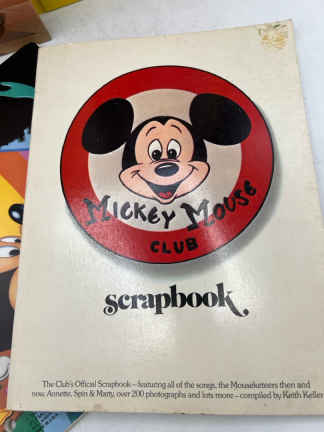 MICKEY MOUSE
CLUB
scrapbook.
The Club's Offical Scrapbook – featuring all of the songs, the Mouseketeers then and
now, Annette, Spin & Marty, over 200 photographs and lots more – compiled by Keith Keller